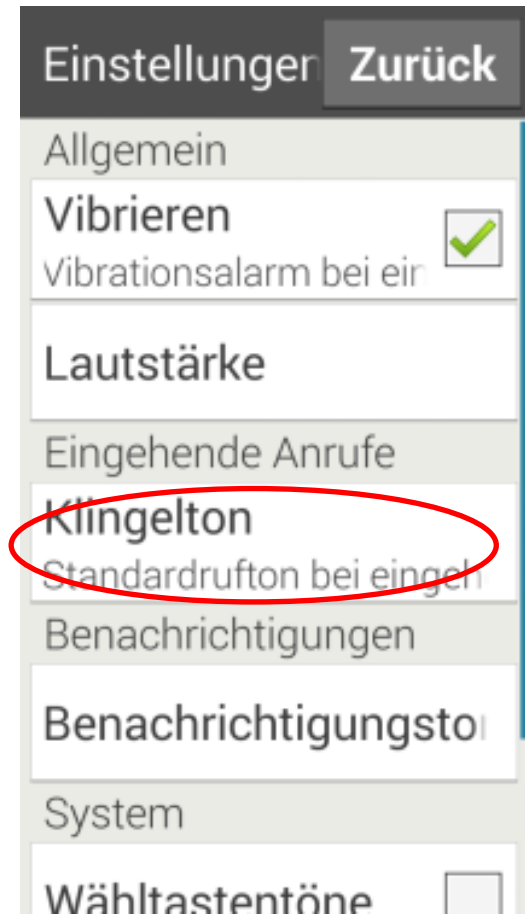 Einstellungen Zurück
Allgemein
Vibrieren
Vibrationsalarm bei ein
Lautstärke
Eingehende Anrufe
Klingelton
Standardrufton bei eingeh
Benachrichtigungen
Benachrichtigungston
System
Wähltastentöne